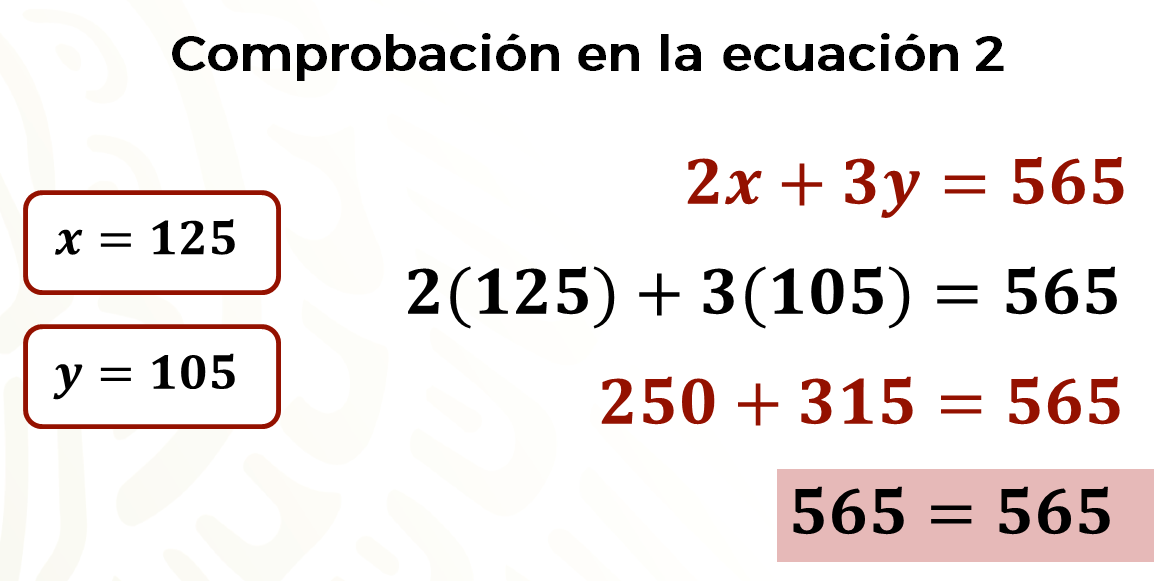 Comprobación en la ecuación 2
x = 125
y = 105
2x + 3y = 565
2(125) + 3(105) = 565
250 + 315 = 565
565 = 565